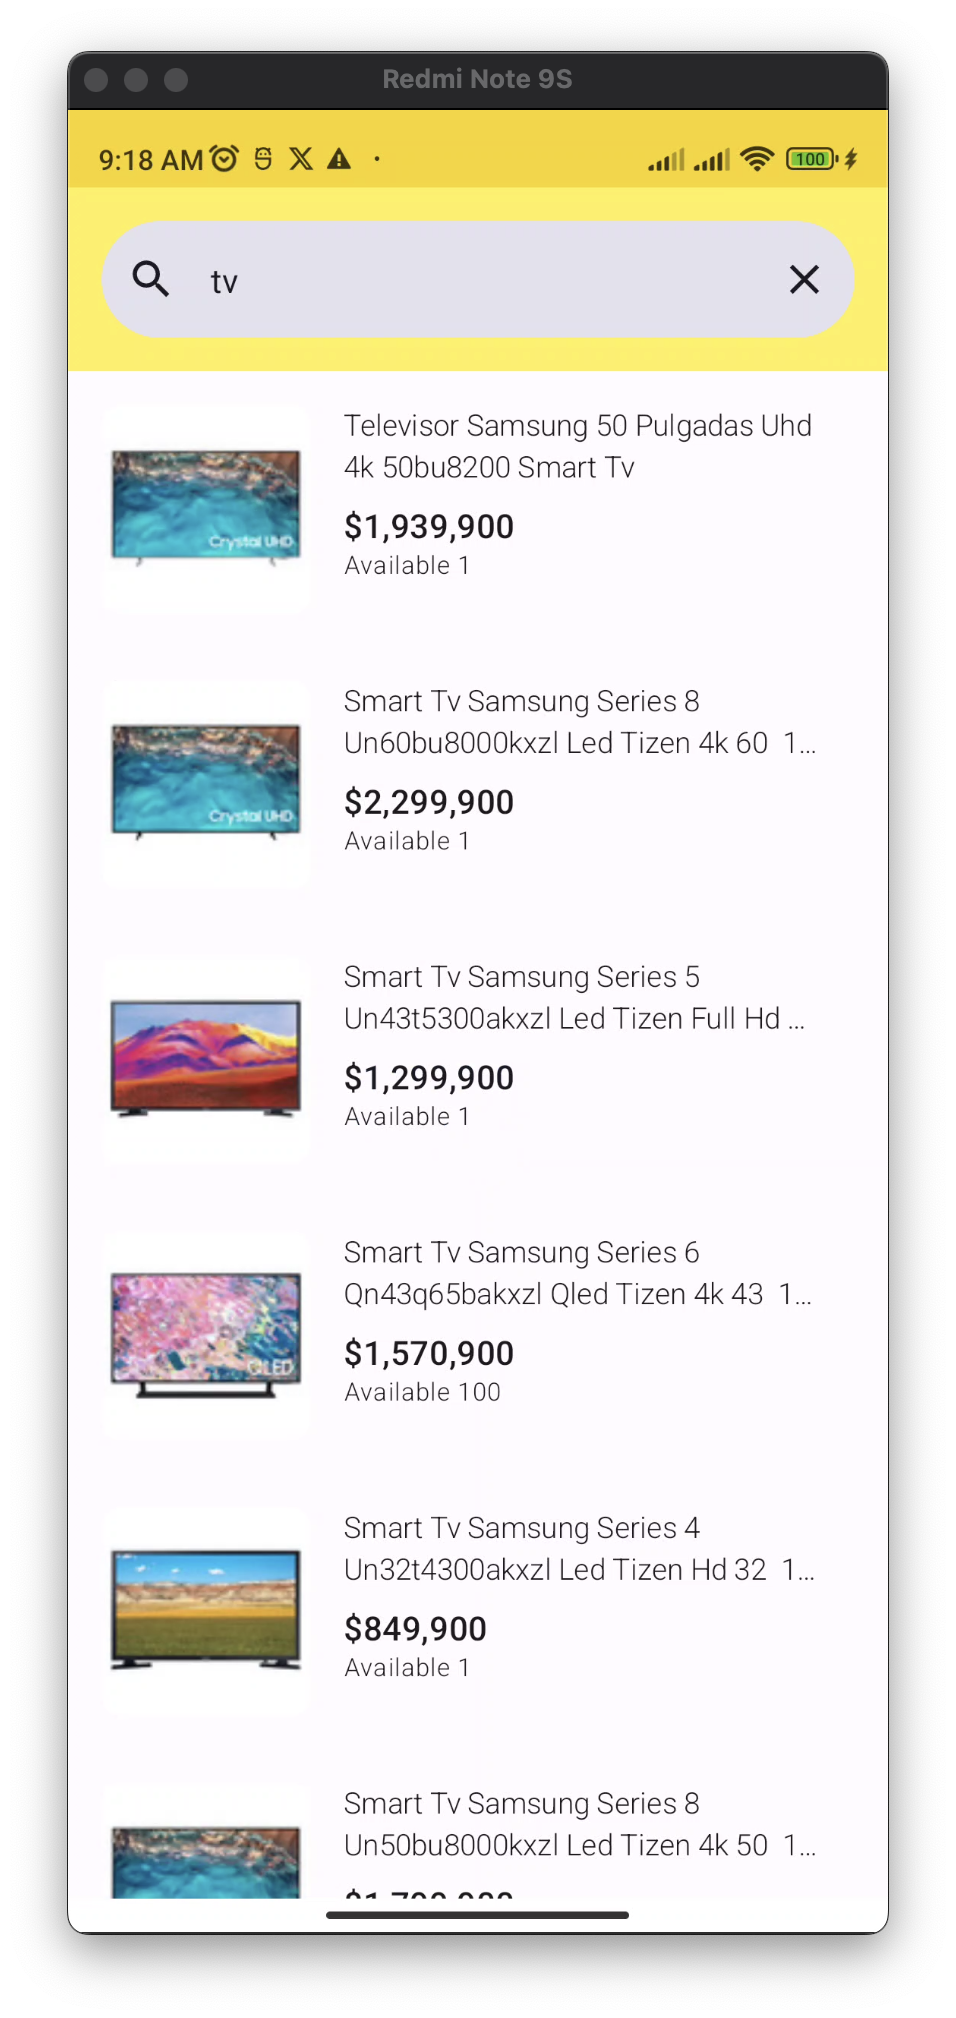 Redmi Note 9S
9:18 AM
100
tv
Televisor Samsung 50 Pulgadas Uhd
4k 50bu8200 Smart Tv
$1,939,900
Available 1
Crystal UHD
Smart Tv Samsung Series 8
Un60bu8000kxzl Led Tizen 4k 60 1...
$2,299,900
Available 1
Crystal UHD
Smart Tv Samsung Series 5
Un43t5300akxzl Led Tizen Full Hd ...
$1,299,900
Available 1
Smart Tv Samsung Series 6
Qn43q65bakxzl Qled Tizen 4k 43 1...
$1,570,900
Available 100
QLED
Smart Tv Samsung Series 4
Un32t4300akxzl Led Tizen Hd 32 1...
$849,900
Available 1
Smart Tv Samsung Series 8
Un50bu8000kxzl Led Tizen 4k 50 1...